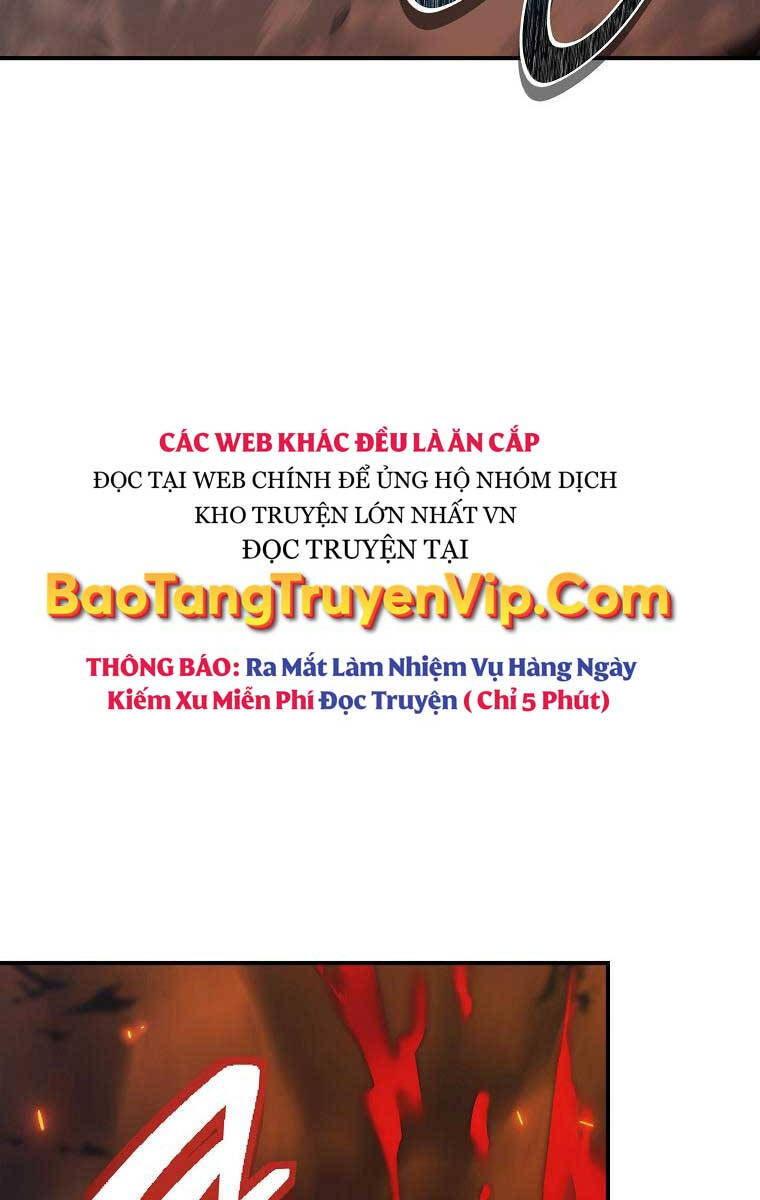 CÁC WEB KHÁC ĐỀU LÀ ĂN CẮP
ĐỌC TẠI WEB CHÍNH ĐỂ ỦNG HỘ NHÓM DỊCH
KHO TRUYỆN LỚN NHẤT VN
ĐỌC TRUYỆN TẠI
BaoTangTruyenVip.Com
THÔNG BÁO: Ra Mắt Làm Nhiệm Vụ Hàng Ngày
Kiếm Xu Miễn Phí Đọc Truyện ( Chỉ 5 Phút)